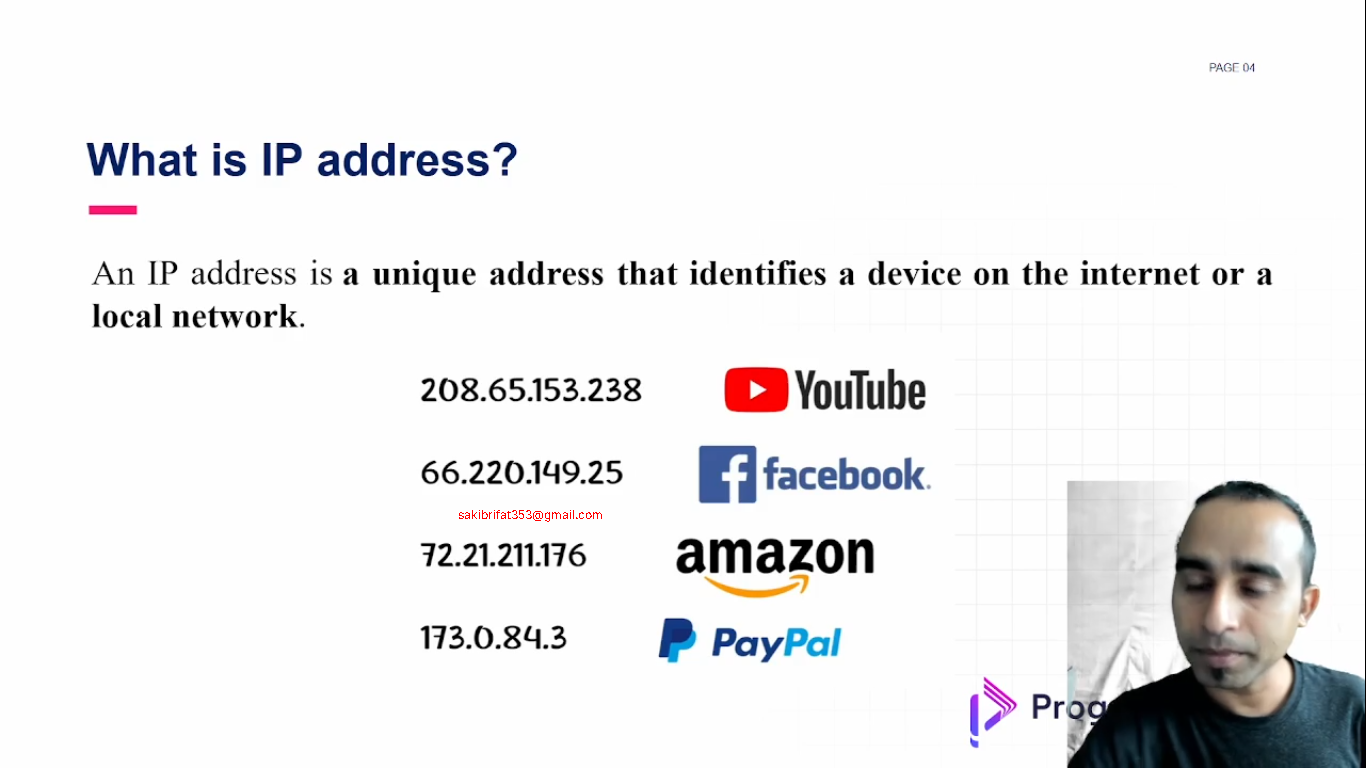 PAGE 04
What is IP address?
An IP address is a unique address that identifies a device on the internet or a
local network.
208.65.153.238 YouTube
66.220.149.25 facebook.
sakibrifat353@gmail.com
72.21.211.176 amazon
173.0.84.3 PayPal